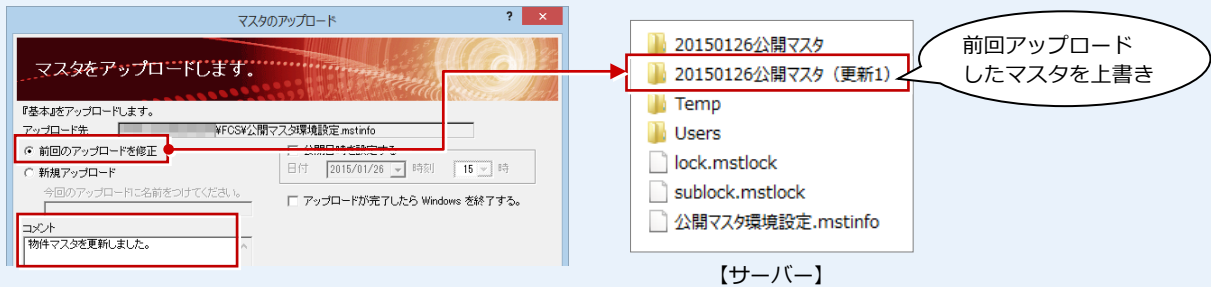 マスタのアップロード
? ×
マスタをアップロードします。
『基本』をアップロードします。
アップロード先 ¥FCS¥公開マスタ環境設定.mstinfo
前回のアップロードを修正
新規アップロード
今回のアップロードに名前をつけてください。
コメント
物件マスタを更新しました。
公開日時を設定する
日付 2015/01/26 時刻 15 時
アップロードが完了したら Windows を終了する。
20150126公開マスタ
20150126公開マスタ（更新1）
Temp
Users
lock.mstlock
sublock.mstlock
公開マスタ環境設定.mstinfo
【サーバー】
前回アップロード
したマスタを上書き